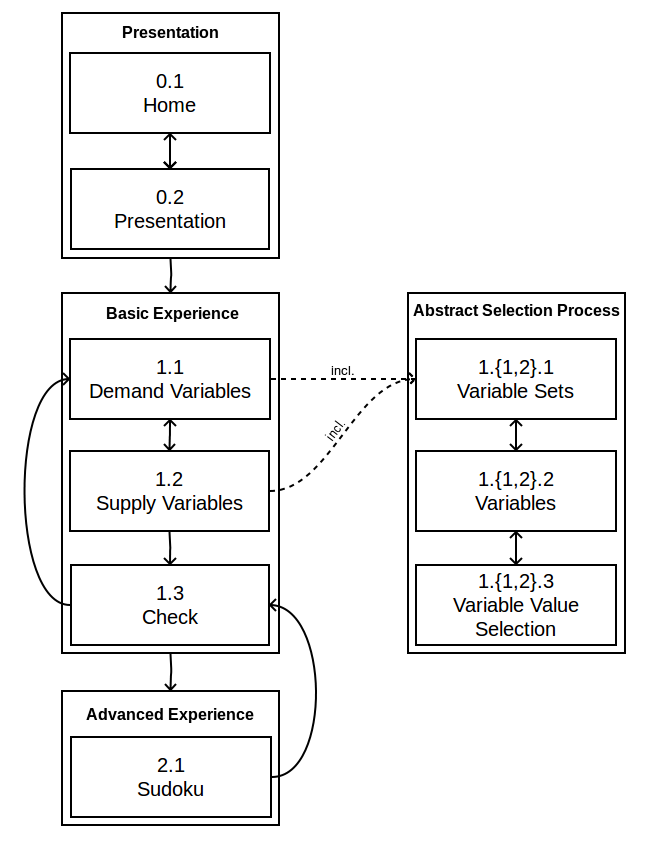 Presentation
0.1
Home
0.2
Presentation
Basic Experience
1.1
Demand Variables
1.2
Supply Variables
1.3
Check
incl.
incl.
Abstract Selection Process
1.{1,2}.1
Variable Sets
1.{1,2}.2
Variables
1.{1,2}.3
Variable Value
Selection
Advanced Experience
2.1
Sudoku